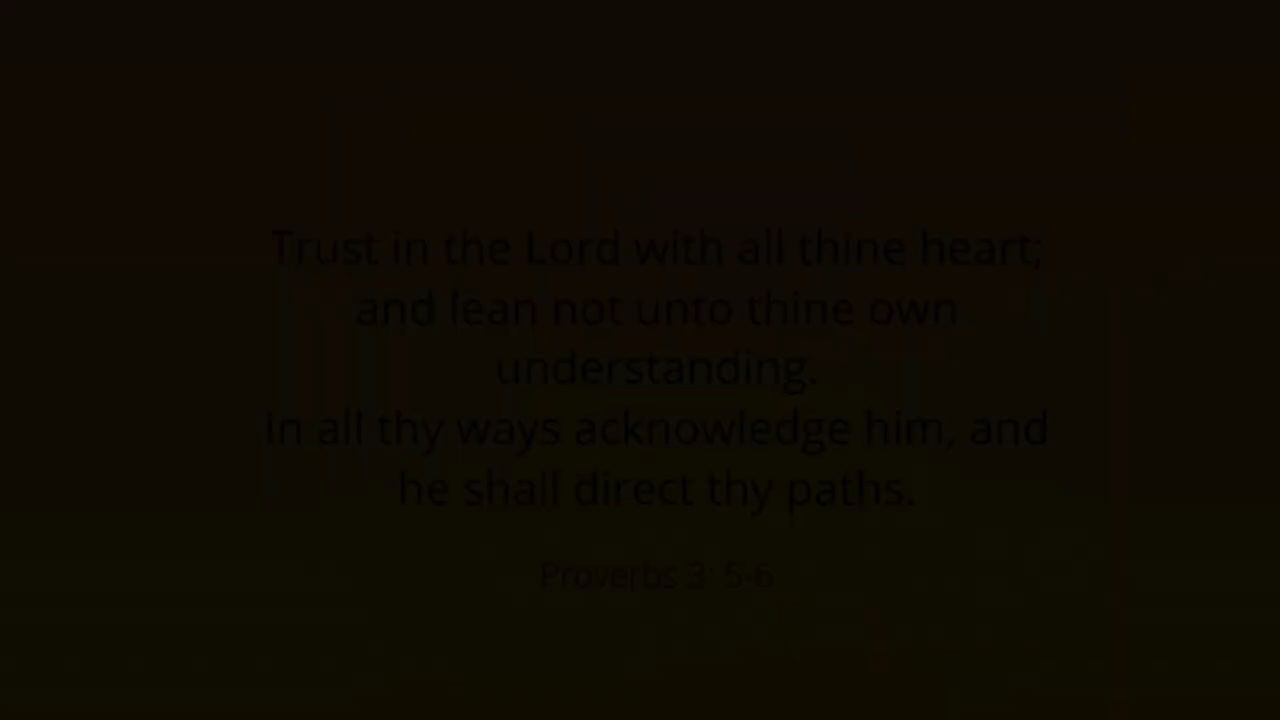 Trust in the Lord with all thine heart;
and lean not unto thine own
understanding.
In all thy ways acknowledge him, and
he shall direct thy paths.
Proverbs 3: 5-6